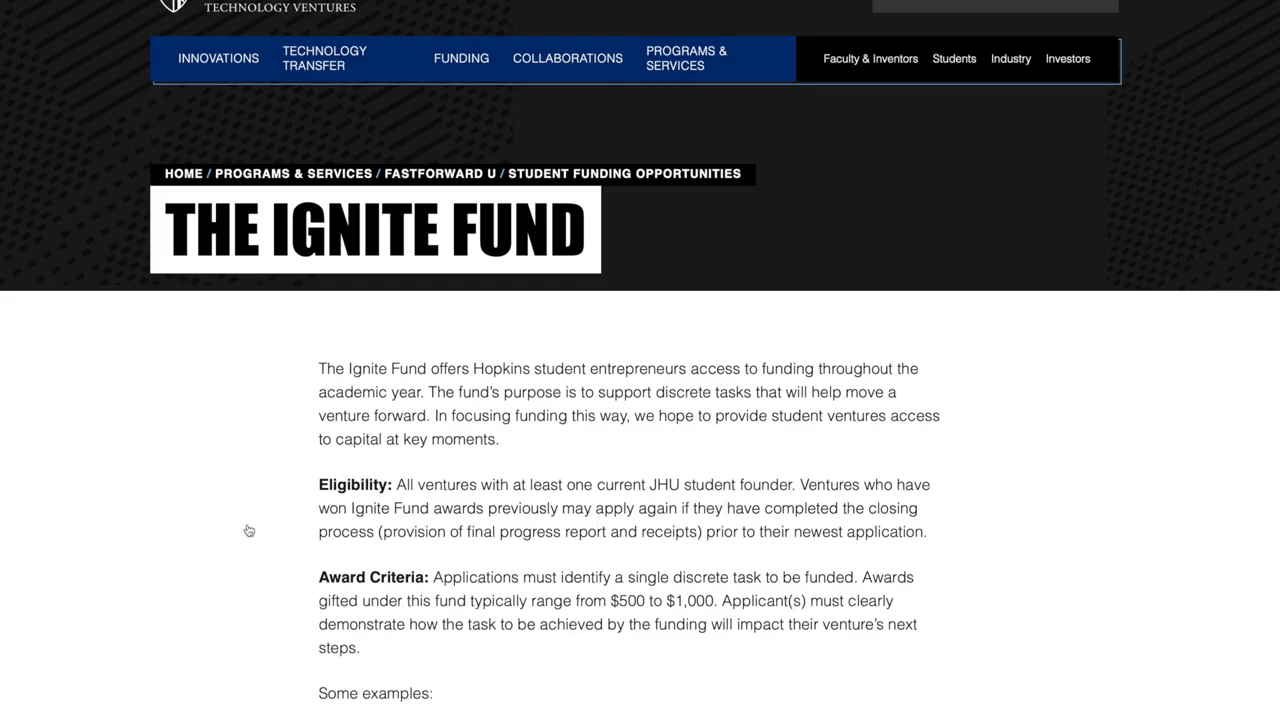 TECHNOLOGY VENTURES
INNOVATIONS
TECHNOLOGY
TRANSFER
FUNDING
COLLABORATIONS
PROGRAMS &
SERVICES
Faculty & Inventors
Students
Industry
Investors
HOME / PROGRAMS & SERVICES / FASTFORWARD U / STUDENT FUNDING OPPORTUNITIES
THE IGNITE FUND
The Ignite Fund offers Hopkins student entrepreneurs access to funding throughout the
academic year. The fund's purpose is to support discrete tasks that will help move a
venture forward. In focusing funding this way, we hope to provide student ventures access
to capital at key moments.
Eligibility: All ventures with at least one current JHU student founder. Ventures who have
won Ignite Fund awards previously may apply again if they have completed the closing
process (provision of final progress report and receipts) prior to their newest application.
Award Criteria: Applications must identify a single discrete task to be funded. Awards
gifted under this fund typically range from $500 to $1,000. Applicant(s) must clearly
demonstrate how the task to be achieved by the funding will impact their venture's next
steps.
Some examples: